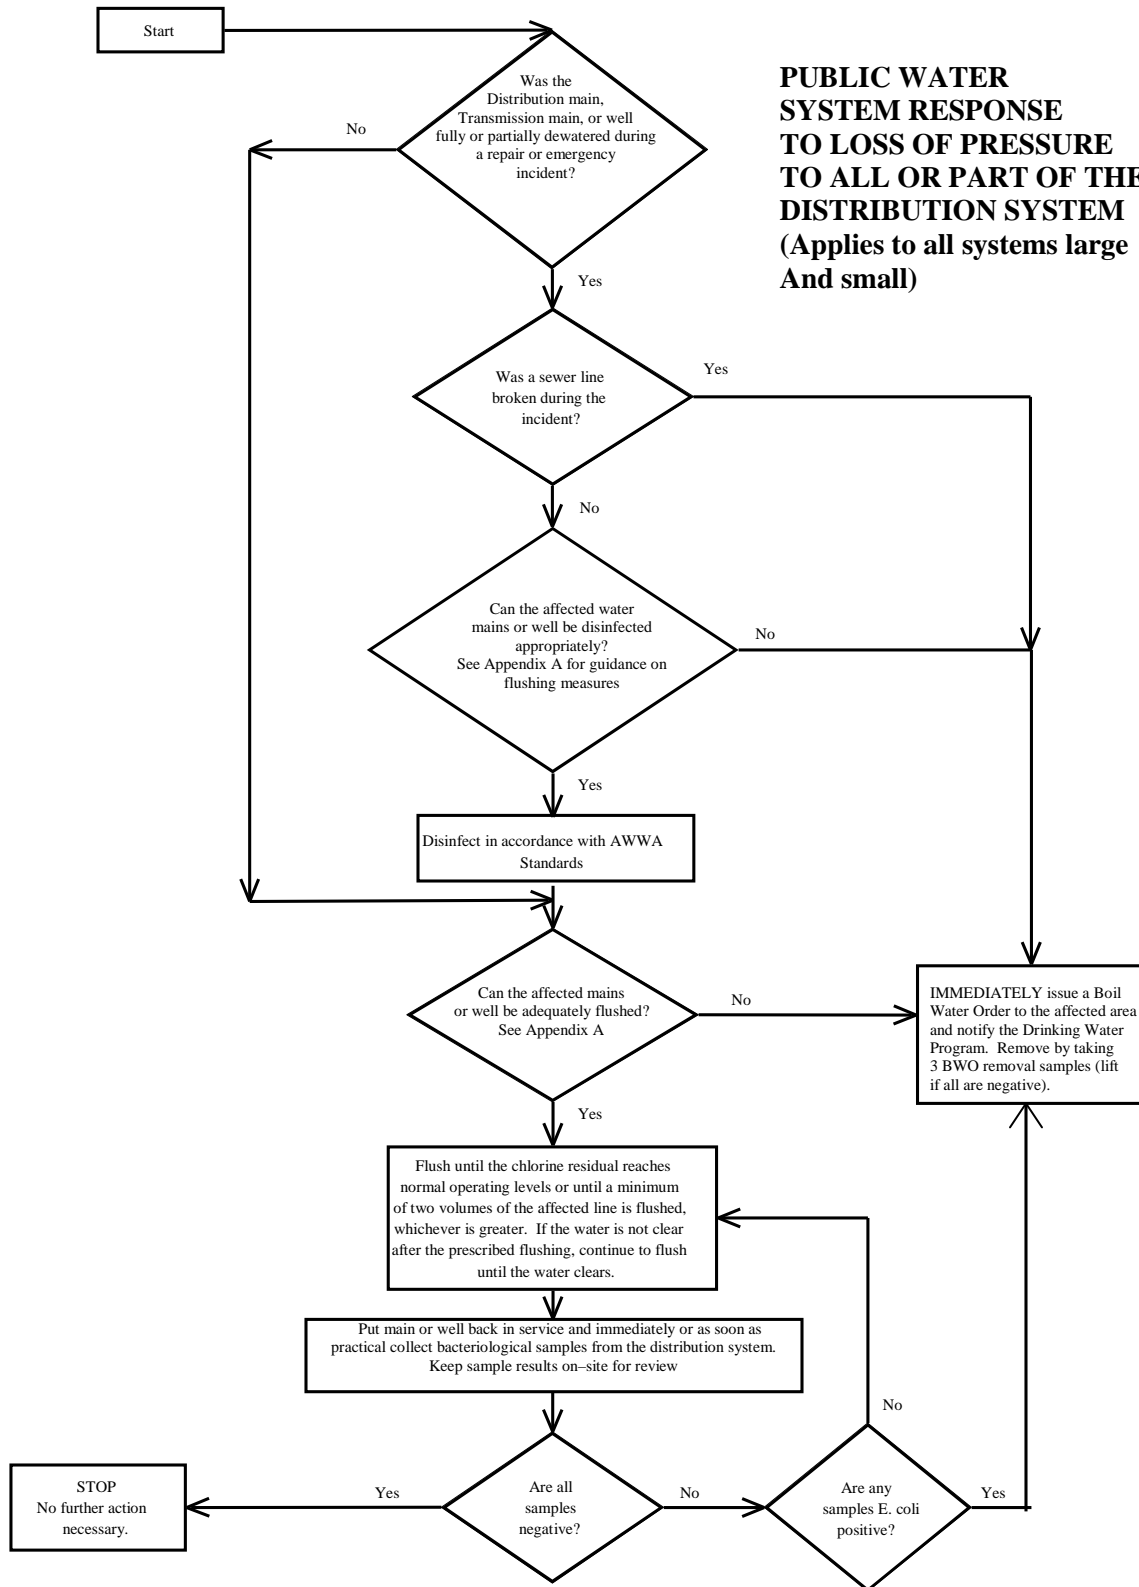 Start
PUBLIC WATER
SYSTEM RESPONSE
TO LOSS OF PRESSURE
TO ALL OR PART OF THE
DISTRIBUTION SYSTEM
(Applies to all systems large
And small)
Was the
Distribution main,
Transmission main, or well
fully or partially dewatered during
a repair or emergency
incident?
No
Yes
Was a sewer line
broken during the
incident?
Yes
No
Can the affected water
mains or well be disinfected
appropriately?
See Appendix A for guidance on
flushing measures
No
Yes
Disinfect in accordance with AWWA
Standards
Can the affected mains
or well be adequately flushed?
See Appendix A
No
IMMEDIATELY issue a Boil
Water Order to the affected area
and notify the Drinking Water
Program.  Remove by taking
3 BWO removal samples (lift
if all are negative).
Yes
Flush until the chlorine residual reaches
normal operating levels or until a minimum
of two volumes of the affected line is flushed,
whichever is greater.  If the water is not clear
after the prescribed flushing, continue to flush
until the water clears.
Put main or well back in service and immediately or as soon as
practical collect bacteriological samples from the distribution system.
Keep sample results on–site for review
No
STOP
No further action
necessary.
Yes
Are all
samples
negative?
No
Are any
samples E. coli
positive?
Yes